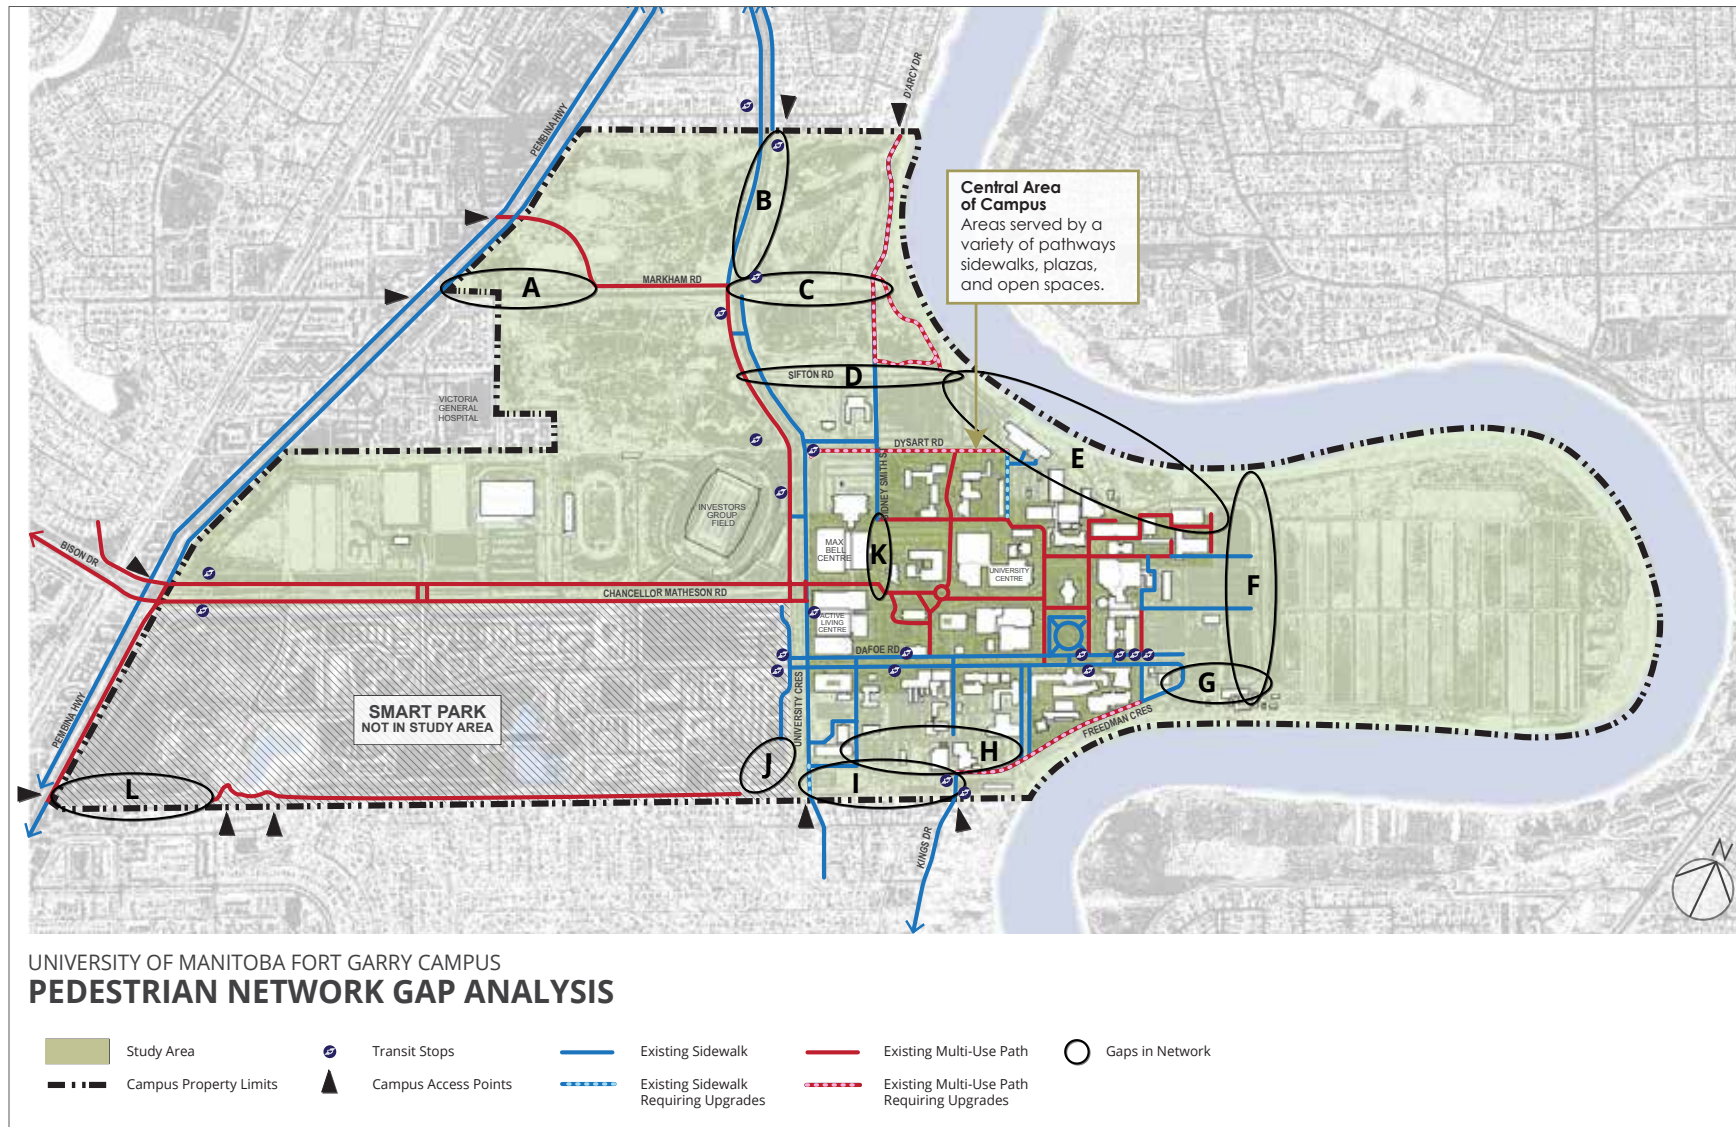 D'ARCY DR
PEMBINA HWY
Central Area
of Campus
Areas served by a
variety of pathways
sidewalks, plazas,
and open spaces.
B
A
MARKHAM RD
C
SIFTON RD
D
VICTORIA
GENERAL
HOSPITAL
DYSART RD
E
SIDNEY SMITH ST
INVESTORS
GROUP
FIELD
MAX
BELL
CENTRE
K
UNIVERSITY
CENTRE
BISON DR
CHANCELLOR MATHESON RD
F
ACTIVE
LIVING
CENTRE
DAFOE RD
G
SMART PARK
NOT IN STUDY AREA
UNIVERSITY CRES
PEMBINA HWY
FREEDMAN CRES
H
J
I
L
KINGS DR
N
UNIVERSITY OF MANITOBA FORT GARRY CAMPUS
PEDESTRIAN NETWORK GAP ANALYSIS
Study Area
Transit Stops
Existing Sidewalk
Existing Multi-Use Path
Gaps in Network
Campus Property Limits
Campus Access Points
Existing Sidewalk
Requiring Upgrades
Existing Multi-Use Path
Requiring Upgrades